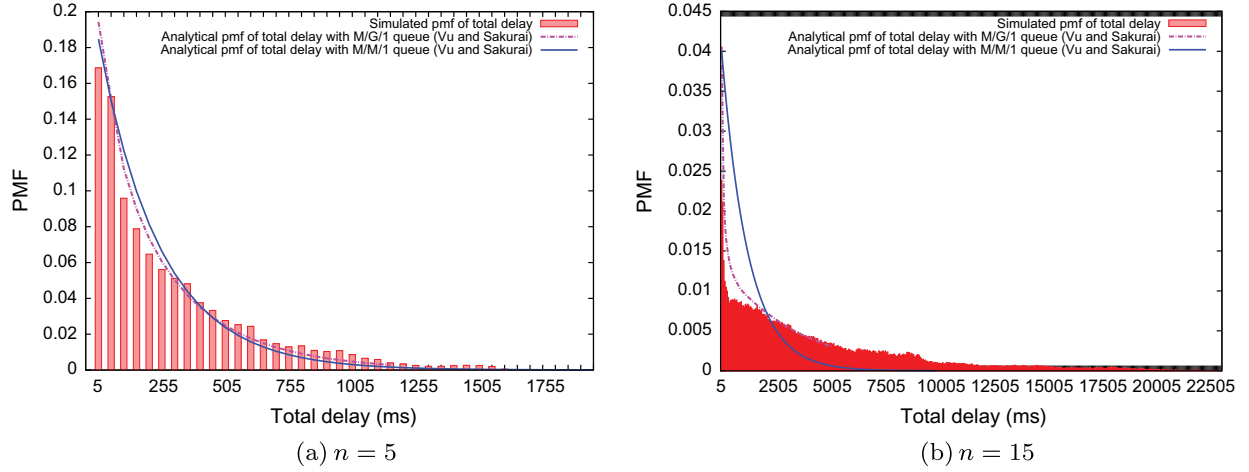 0.2
0.18
0.16
0.14
0.12
0.1
0.08
0.06
0.04
0.02
0
PMF
Simulated pmf of total delay
Analytical pmf of total delay with M/G/1 queue (Vu and Sakurai)
Analytical pmf of total delay with M/M/1 queue (Vu and Sakurai)
5 255 505 755 1005 1255 1505 1755
Total delay (ms)
(a) n = 5
0.045
0.04
0.035
0.03
0.025
0.02
0.015
0.01
0.005
0
PMF
Simulated pmf of total delay
Analytical pmf of total delay with M/G/1 queue (Vu and Sakurai)
Analytical pmf of total delay with M/M/1 queue (Vu and Sakurai)
5 2505 5005 7505 10005 12505 15005 17505 20005 22505
Total delay (ms)
(b) n = 15